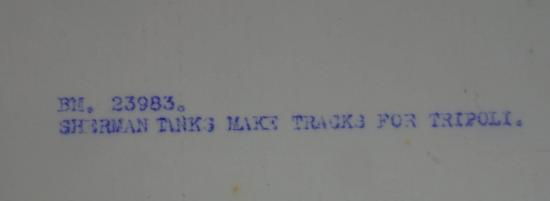 BM. 23983.
SHERMAN TANKS MAKE TRACKS FOR TRIPOLI.